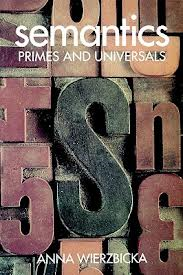 semantics
PRIMES AND UNIVERSALS
S
ANNA WIERZBICKA